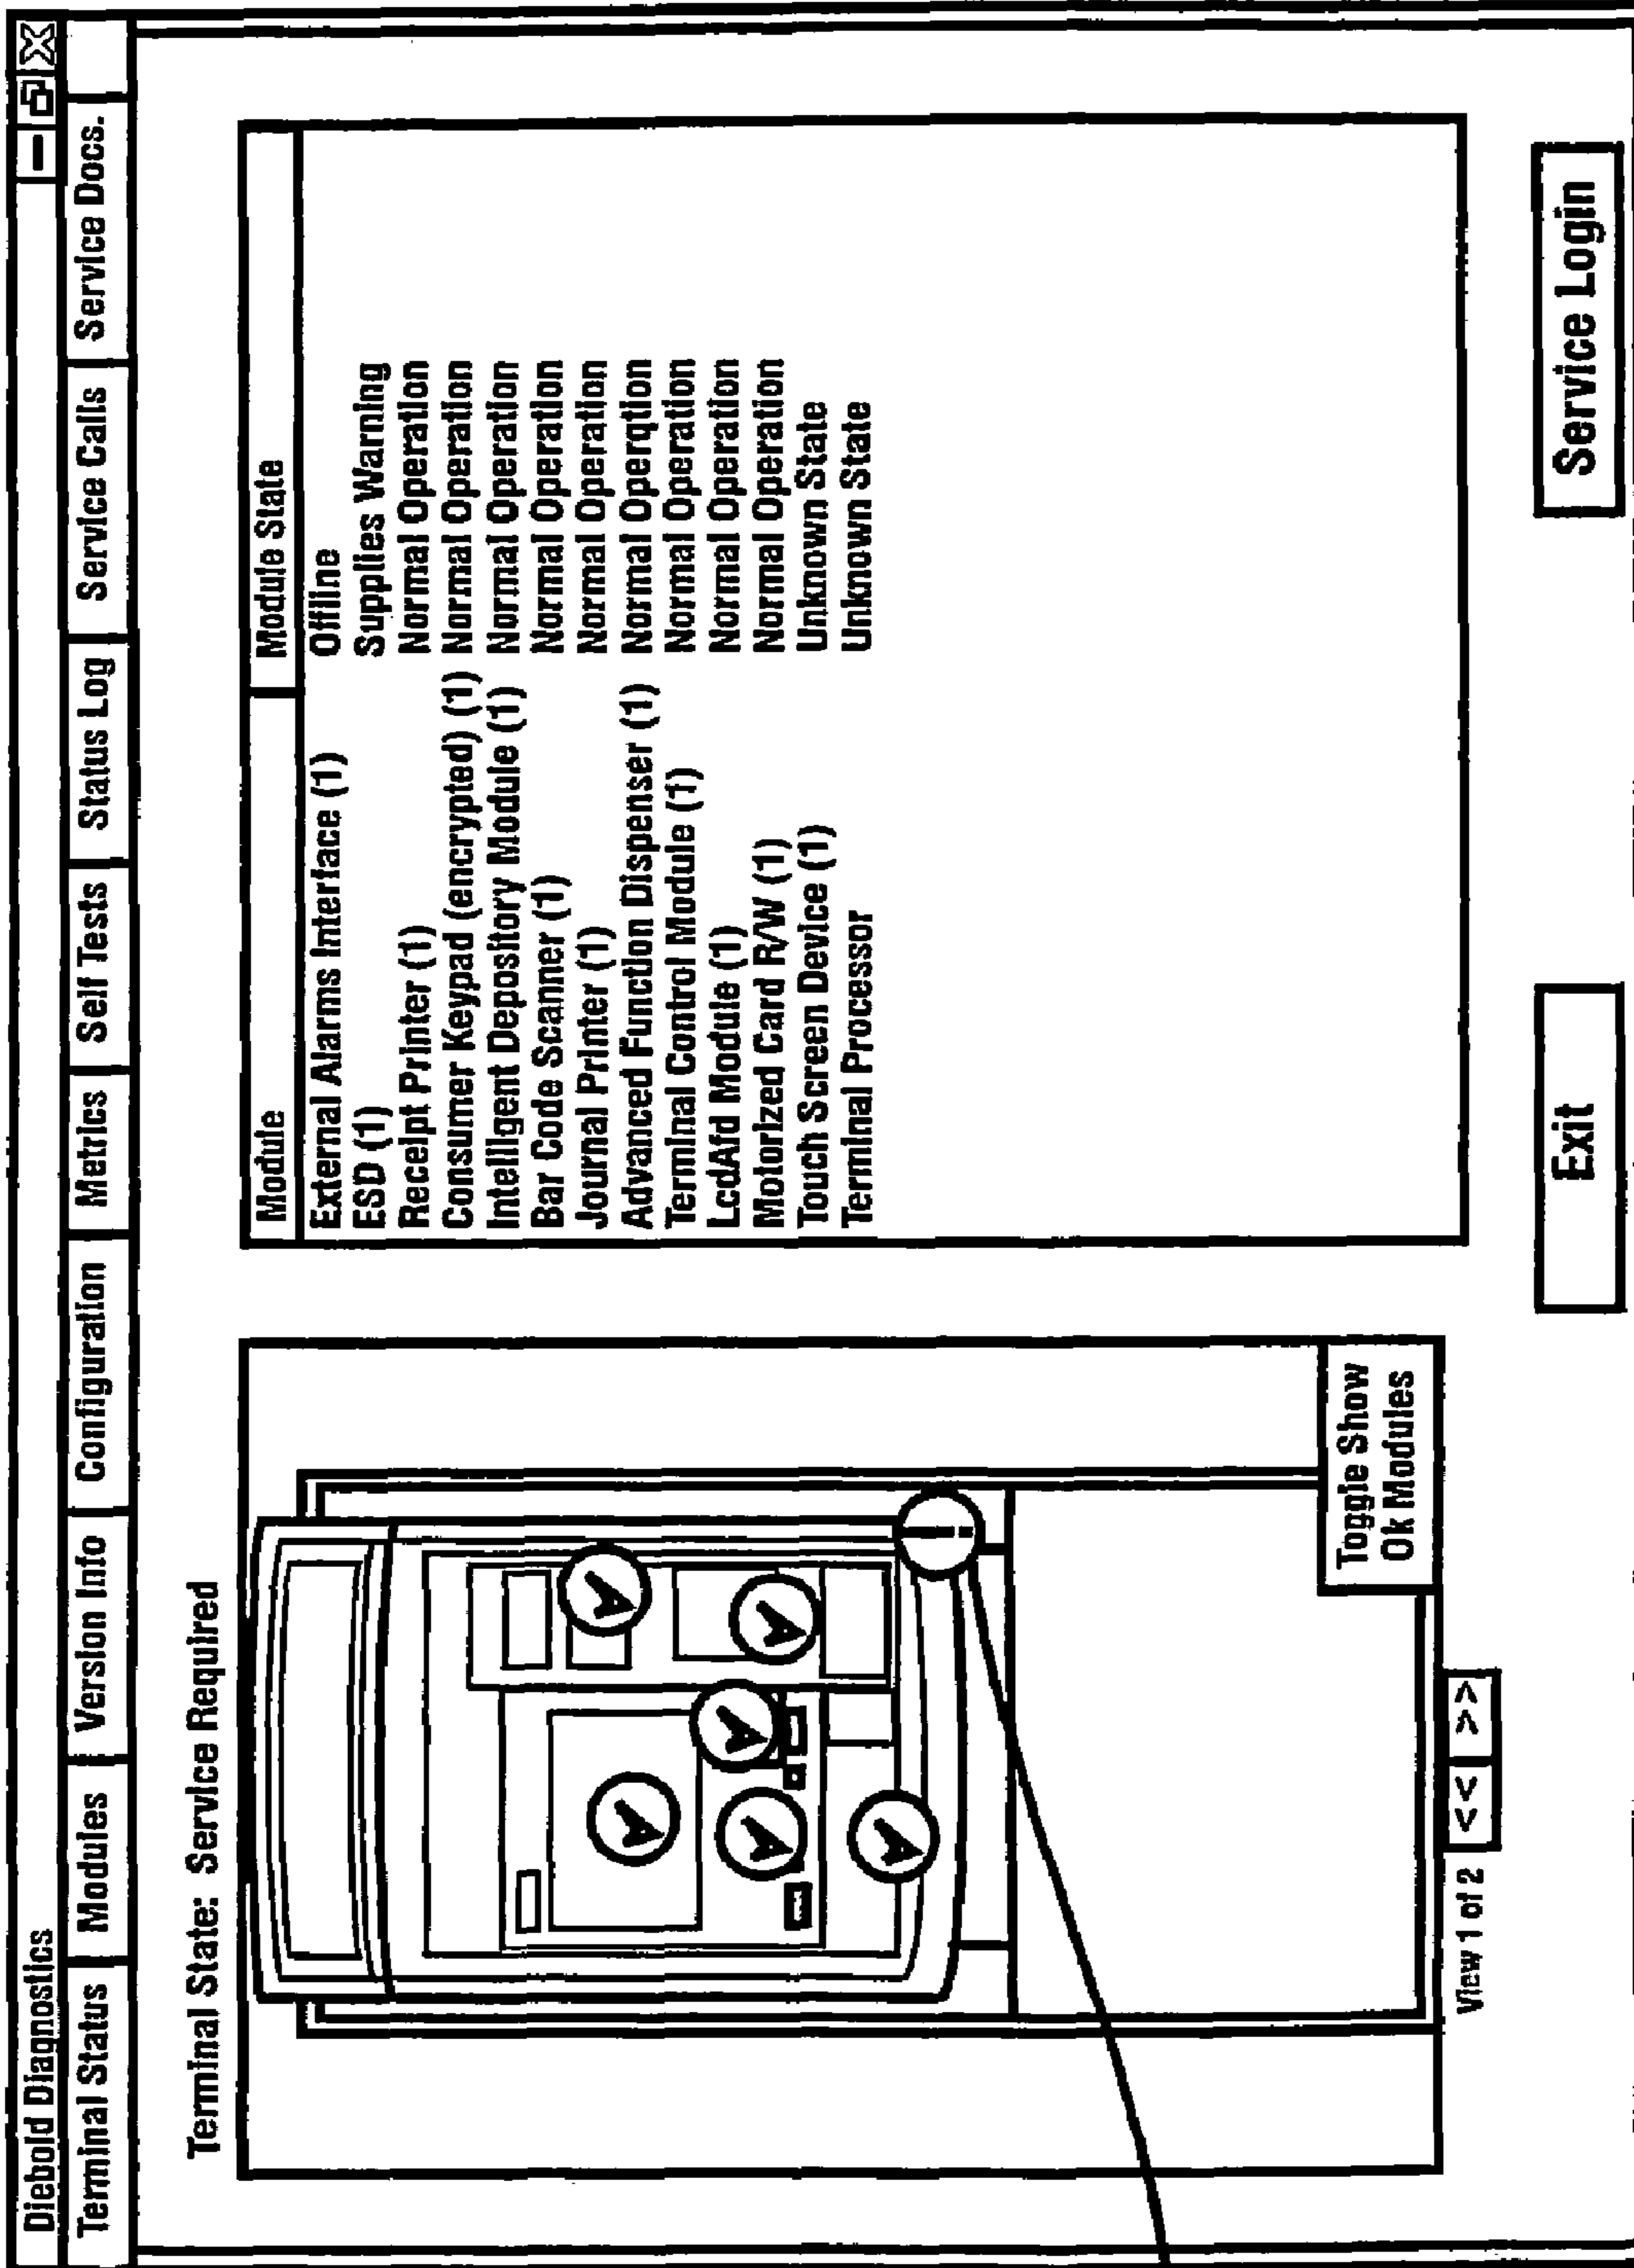 Diebold Diagnostics
Terminal Status Modules Version Info Configuration Metrics Self Tests Status Log Service Calls Service Docs.
Terminal State: Service Required
Toggle Show
Ok Modules
View 1 of 2 << >>
Module Module State
External Alarms Interface (1) Offline
ESD (1) Supplies Warning
Receipt Printer (1) Normal Operation
Consumer Keypad (encrypted) (1) Normal Operation
Intelligent Depository Module (1) Normal Operation
Bar Code Scanner (1) Normal Operation
Journal Printer (1) Normal Operation
Advanced Function Dispenser (1) Normal Operqtion
Terminal Control Module (1) Normal Operation
LcdAfd Module (1) Normal Operation
Motorized Card R/W (1) Normal Operation
Touch Screen Device (1) Unknown State
Terminal Processor Unknown State
Exit Service Login